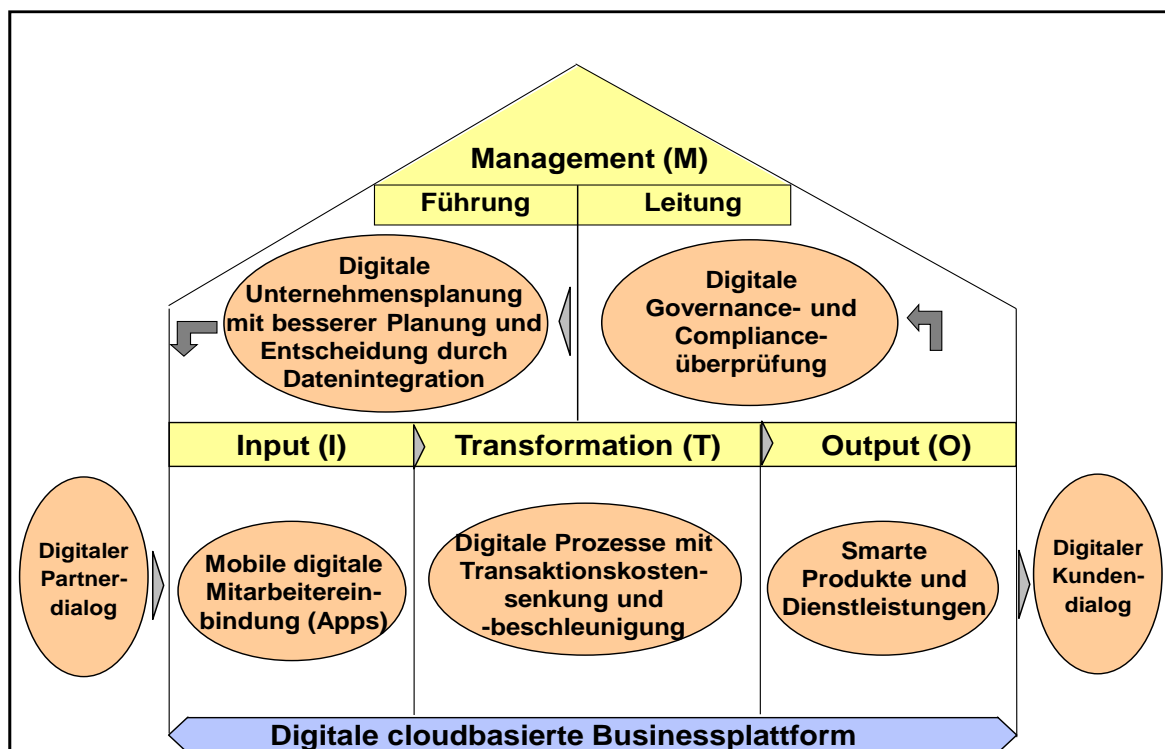 Management (M)
Führung
Leitung
Digitale
Unternehmensplanung
mit besserer Planung und
Entscheidung durch
Datenintegration
Digitale
Governance- und
Compliance-
überprüfung
Input (I)
Transformation (T)
Output (O)
Digitaler
Partner-
dialog
Mobile digitale
Mitarbeiterein-
bindung (Apps)
Digitale Prozesse mit
Transaktionskosten-
senkung und
-beschleunigung
Smarte
Produkte und
Dienstleistungen
Digitaler
Kunden-
dialog
Digitale cloudbasierte Businessplattform